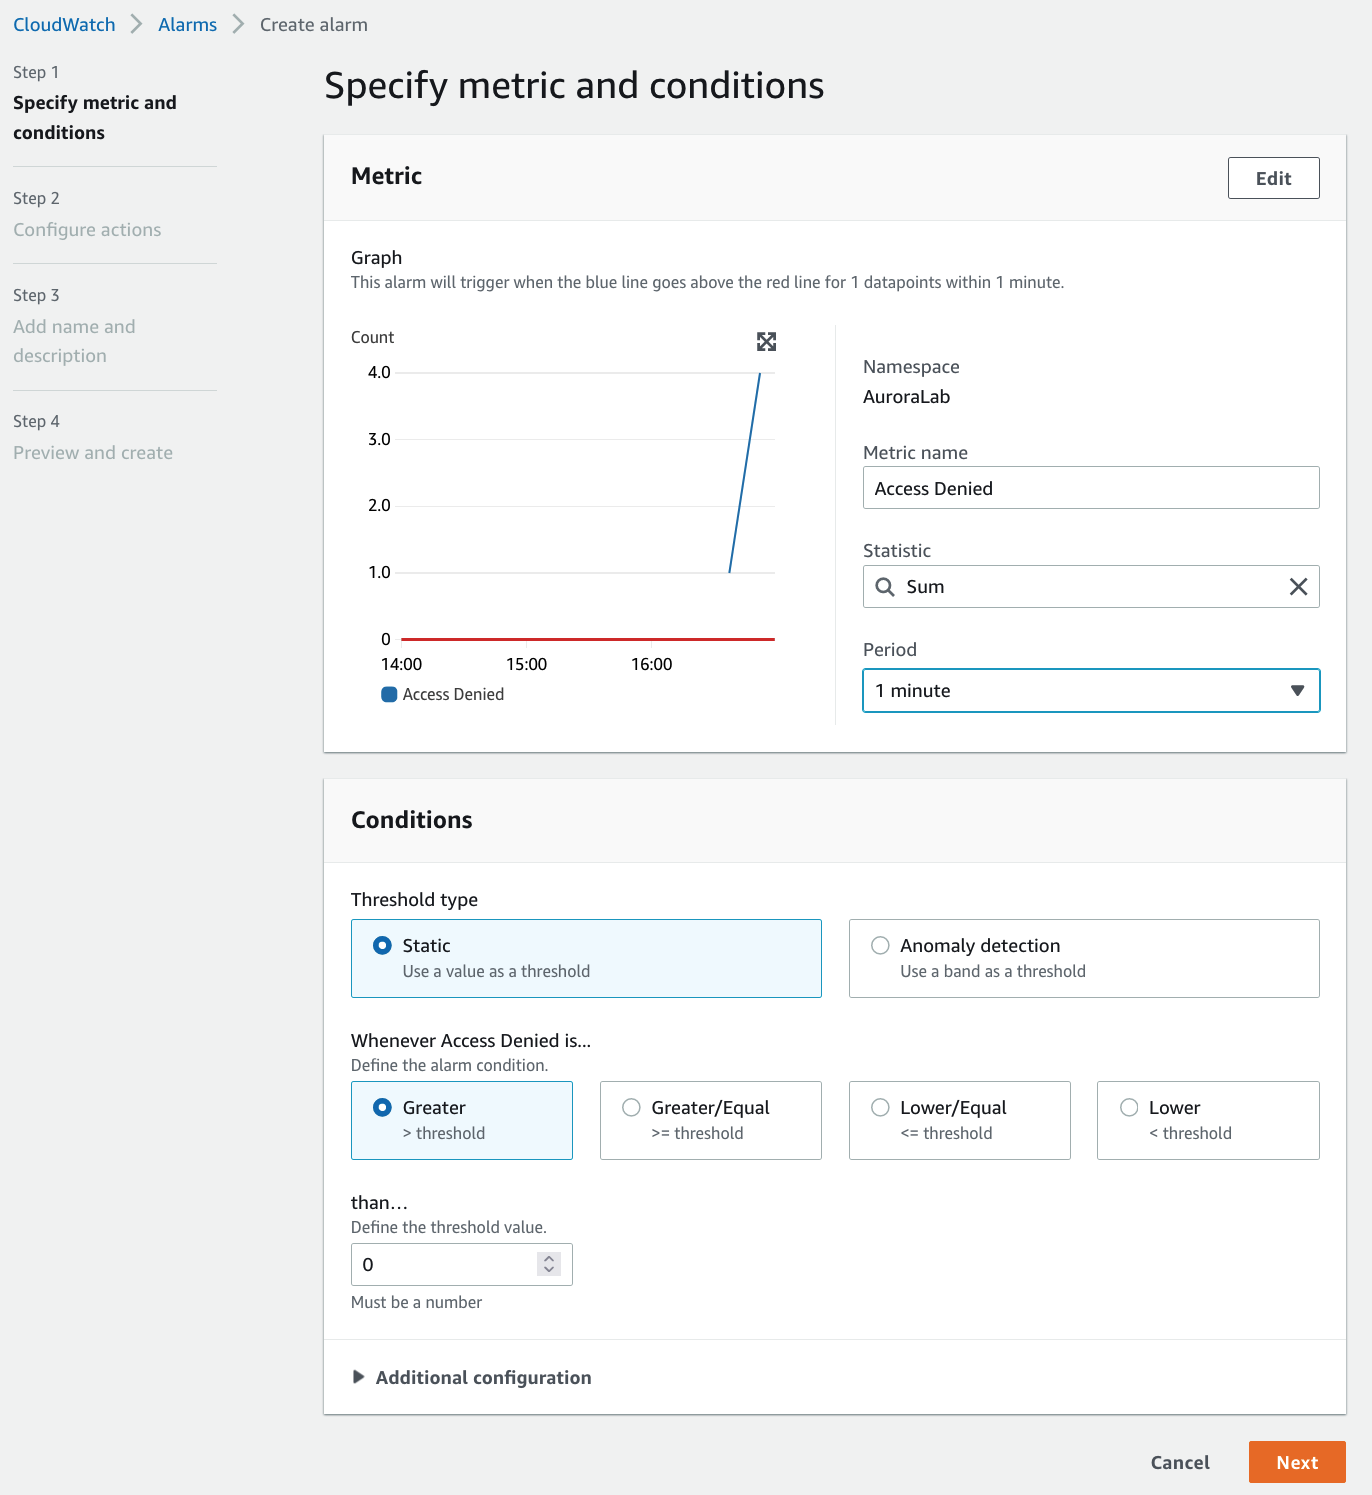 CloudWatch > Alarms > Create alarm
Step 1
Specify metric and
conditions
Step 2
Configure actions
Step 3
Add name and
description
Step 4
Preview and create
Specify metric and conditions
Metric
Edit
Graph
This alarm will trigger when the blue line goes above the red line for 1 datapoints within 1 minute.
Count
4.0
3.0
2.0
1.0
0
14:00 15:00 16:00
Access Denied
Namespace
AuroraLab
Metric name
Access Denied
Statistic
Sum
Period
1 minute
Conditions
Threshold type
Static
Use a value as a threshold
Anomaly detection
Use a band as a threshold
Whenever Access Denied is...
Define the alarm condition.
Greater
> threshold
Greater/Equal
>= threshold
Lower/Equal
<= threshold
Lower
< threshold
than...
Define the threshold value.
0
Must be a number
Additional configuration
Cancel
Next